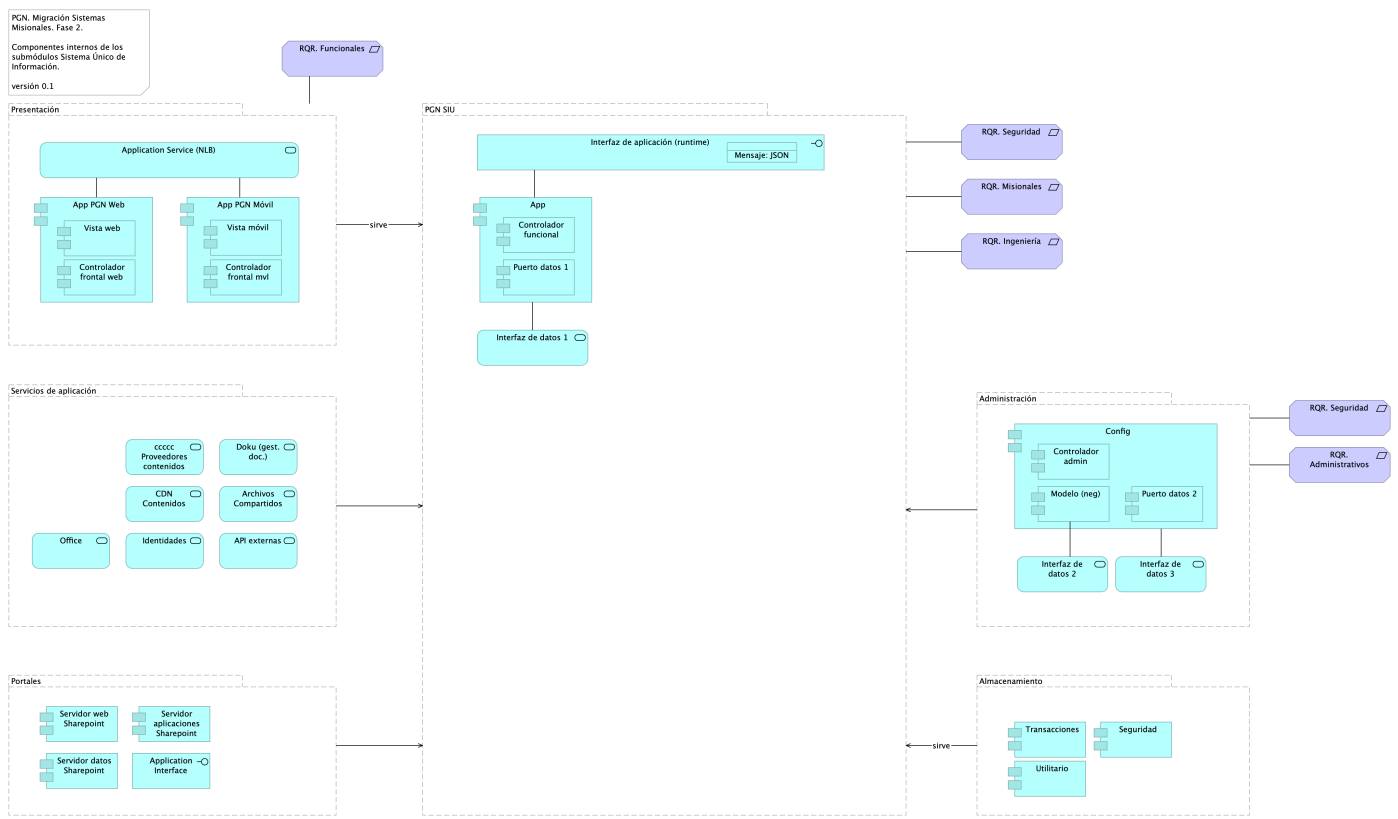 PGN. Migración Sistemas
Misionales. Fase 2.
Componentes internos de los
submódulos Sistema Único de
Información.
versión 0.1
RQR. Funcionales
Presentación
Application Service (NLB)
App PGN Web
Vista web
Controlador
frontal web
App PGN Móvil
Vista móvil
Controlador
frontal mvl
sirve
PGN SIU
Interfaz de aplicación (runtime)
Mensaje: JSON
App
Controlador
funcional
Puerto datos 1
Interfaz de datos 1
RQR. Seguridad
RQR. Misionales
RQR. Ingeniería
Servicios de aplicación
ccccc
Proveedores
contenidos
Doku (gest.
doc.)
CDN
Contenidos
Archivos
Compartidos
Office
Identidades
API externas
Administración
Config
Controlador
admin
Modelo (neg)
Puerto datos 2
Interfaz de
datos 2
Interfaz de
datos 3
RQR. Seguridad
RQR.
Administrativos
Portales
Servidor web
Sharepoint
Servidor
aplicaciones
Sharepoint
Servidor datos
Sharepoint
Application
Interface
Almacenamiento
sirve
Transacciones
Seguridad
Utilitario